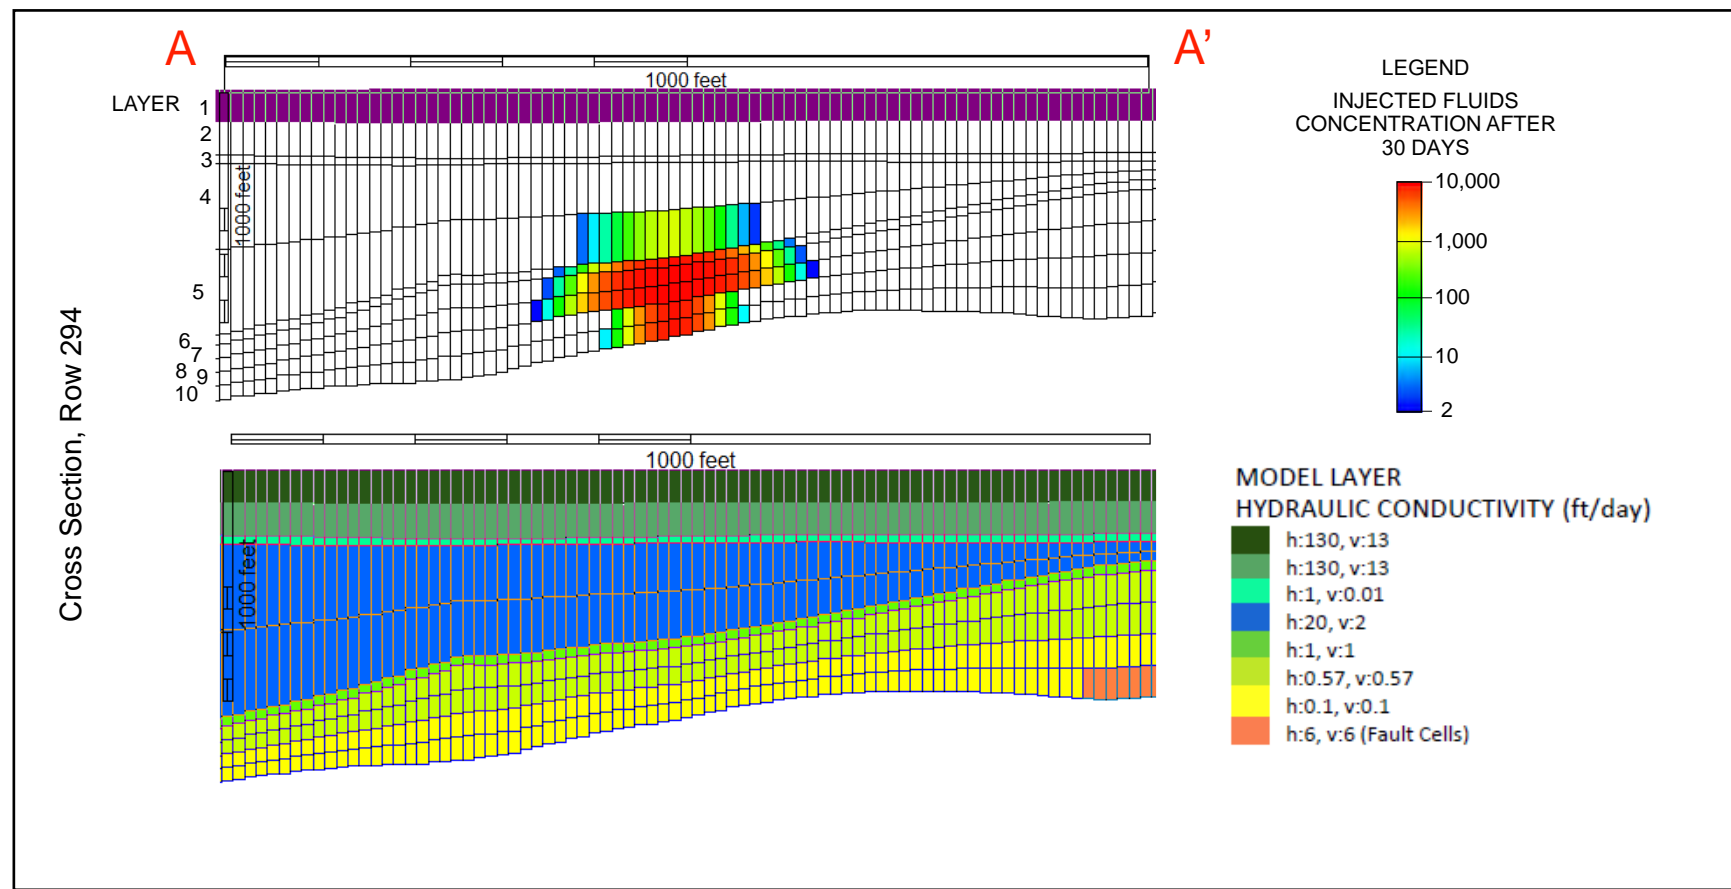 A
A’
1000 feet
LAYER
1
2
3
4
5
6
7
8
9
10
1000 feet
LEGEND
INJECTED FLUIDS
CONCENTRATION AFTER
30 DAYS
10,000
1,000
100
10
2
Cross Section, Row 294
1000 feet
1000 feet
MODEL LAYER
HYDRAULIC CONDUCTIVITY (ft/day)
h:130, v:13
h:130, v:13
h:1, v:0.01
h:20, v:2
h:1, v:1
h:0.57, v:0.57
h:0.1, v:0.1
h:6, v:6 (Fault Cells)